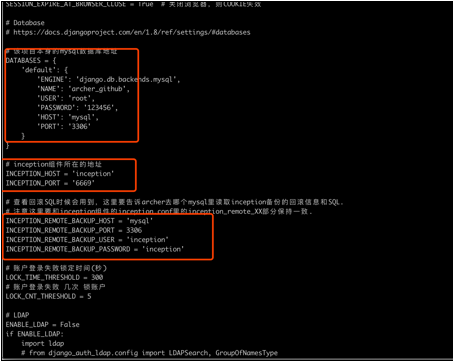 SESSION_EXPIRE_AT_BROWSER_CLOSE = True  # 关闭浏览器，则COOKIE失效
# Database
# https://docs.djangoproject.com/en/1.8/ref/settings/#databases
# 该项目本身的mysql数据库地址
DATABASES = {
    'default': {
        'ENGINE': 'django.db.backends.mysql',
        'NAME': 'archer_github',
        'USER': 'root',
        'PASSWORD': '123456',
        'HOST': 'mysql',
        'PORT': '3306'
    }
}
# inception组件所在的地址
INCEPTION_HOST = 'inception'
INCEPTION_PORT = '6669'
# 查看回滚SQL时候会用到，这里要告诉archer去哪个mysql里读取inception备份的回滚信息和SQL.
# 注意这需要和inception组件的inception.conf里的inception_remote_XX部分保持一致.
INCEPTION_REMOTE_BACKUP_HOST = 'mysql'
INCEPTION_REMOTE_BACKUP_PORT = 3306
INCEPTION_REMOTE_BACKUP_USER = 'inception'
INCEPTION_REMOTE_BACKUP_PASSWORD = 'inception'
# 账户登录失败锁定时间(秒)
LOCK_TIME_THRESHOLD = 300
# 账户登录失败 几次 锁账户
LOCK_CNT_THRESHOLD = 5
# LDAP
ENABLE_LDAP = False
if ENABLE_LDAP:
    import ldap
    # from django_auth_ldap.config import LDAPSearch, GroupOfNamesType